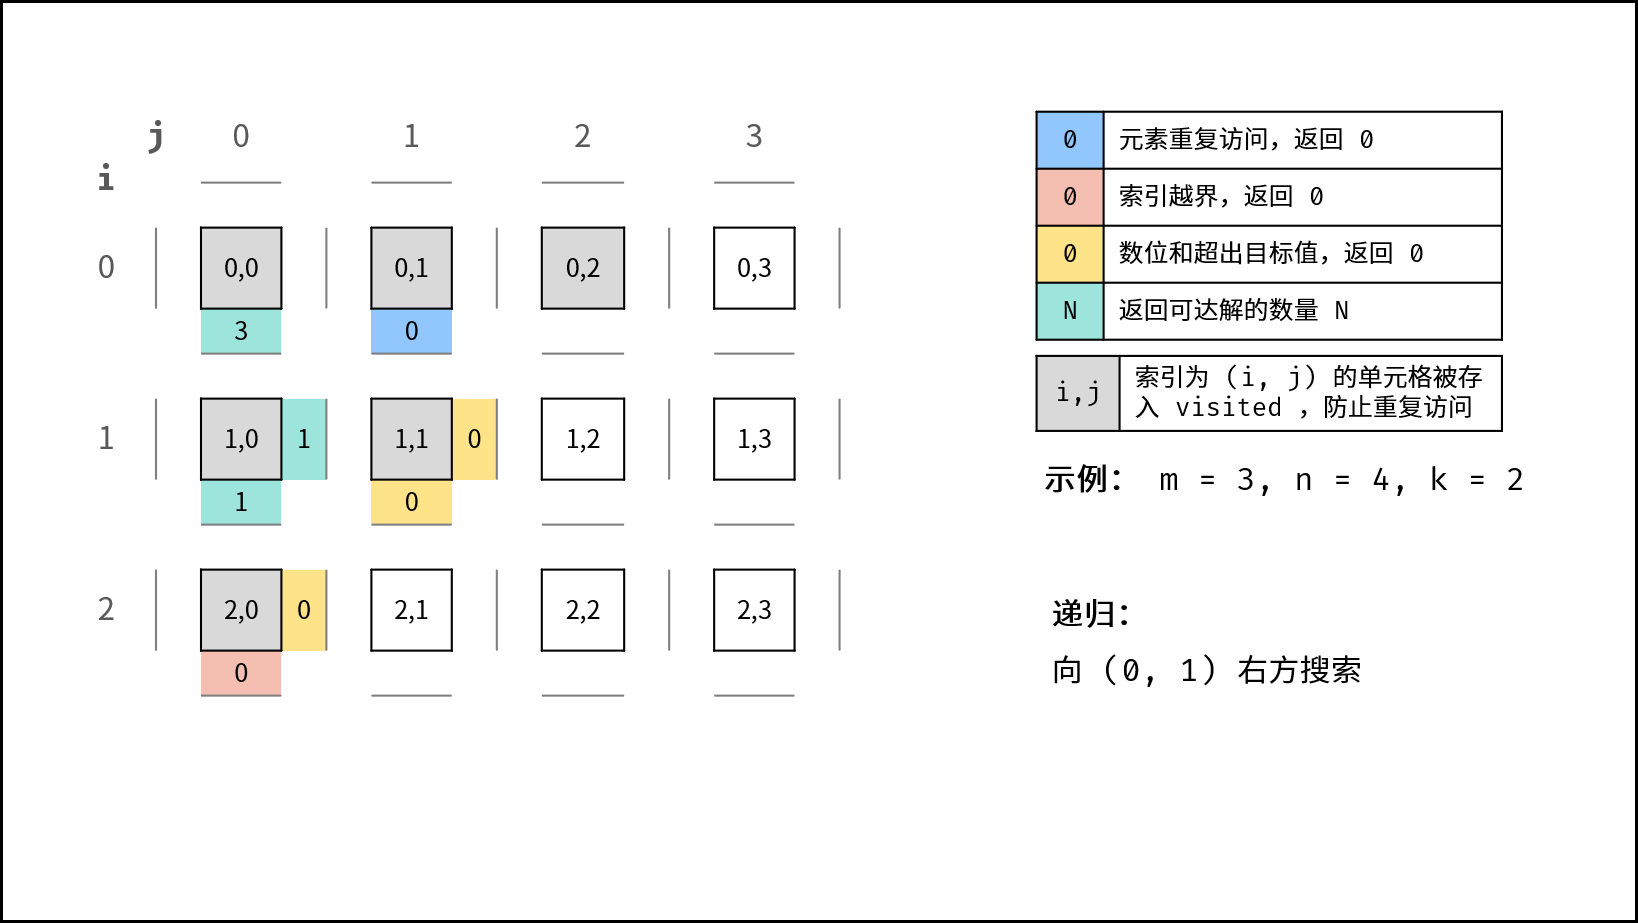 j 0 1 2 3
i
0 0,0 0,1 0,2 0,3
3 0
1 1,0 1 1,1 0 1,2 1,3
1 0
2 2,0 0 2,1 2,2 2,3
0
0 元素重复访问，返回 0
0 索引越界，返回 0
0 数位和超出目标值，返回 0
N 返回可达解的数量 N
i,j 索引为 (i, j) 的单元格被存
入 visited ，防止重复访问
示例： m = 3, n = 4, k = 2
递归：
向 (0, 1) 右方搜索